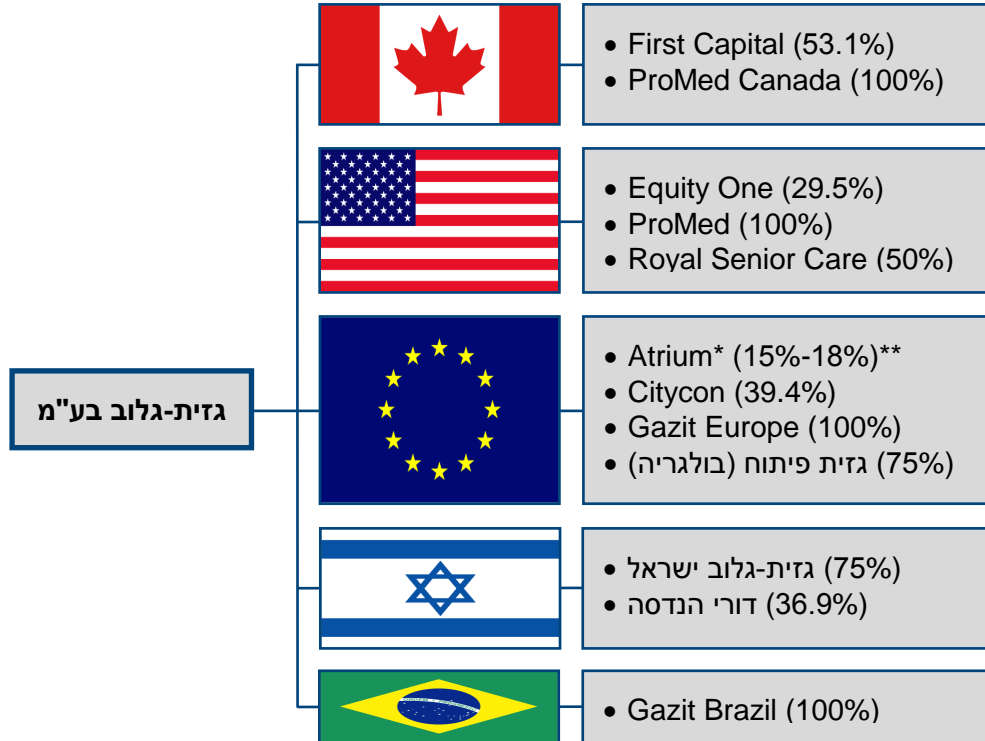 • First Capital (53.1%)
• ProMed Canada (100%)
• Equity One (29.5%)
• ProMed (100%)
• Royal Senior Care (50%)
גזית-גלוב בע"מ
• Atrium* (15%-18%)**
• Citycon (39.4%)
• Gazit Europe (100%)
• גזית פיתוח (בולגריה) (75%)
• גזית-גלוב ישראל (75%)
• דורי הנדסה (36.9%)
• Gazit Brazil (100%)